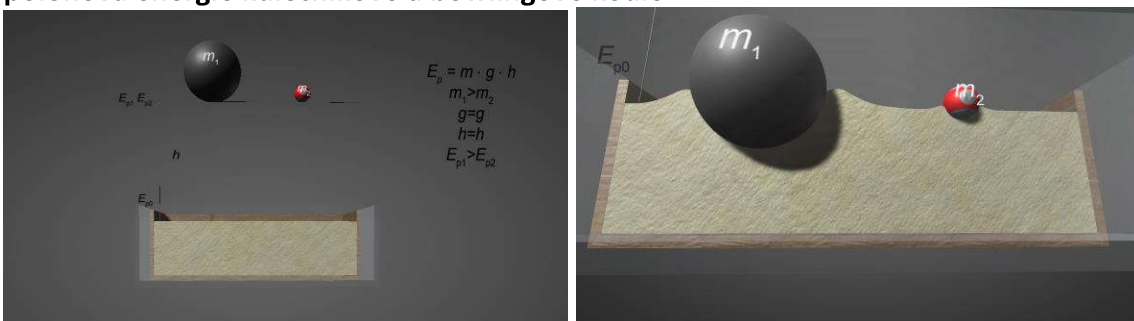 m₁
m₂
Eₚ = m · g · h
m₁>m₂
g=g
h=h
Eₚ₁>Eₚ₂
Eₚ₁ Eₚ₂
h
Eₚ₀
m₁
Eₚ₀
m₂